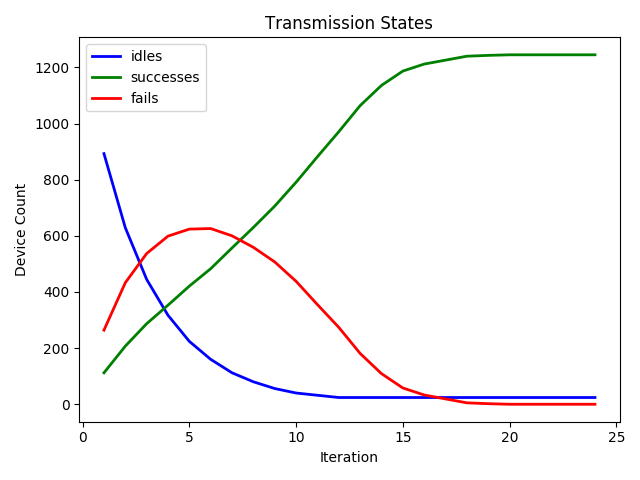 Transmission States
idles
successes
fails
Device Count
1200
1000
800
600
400
200
0
0 5 10 15 20 25
Iteration